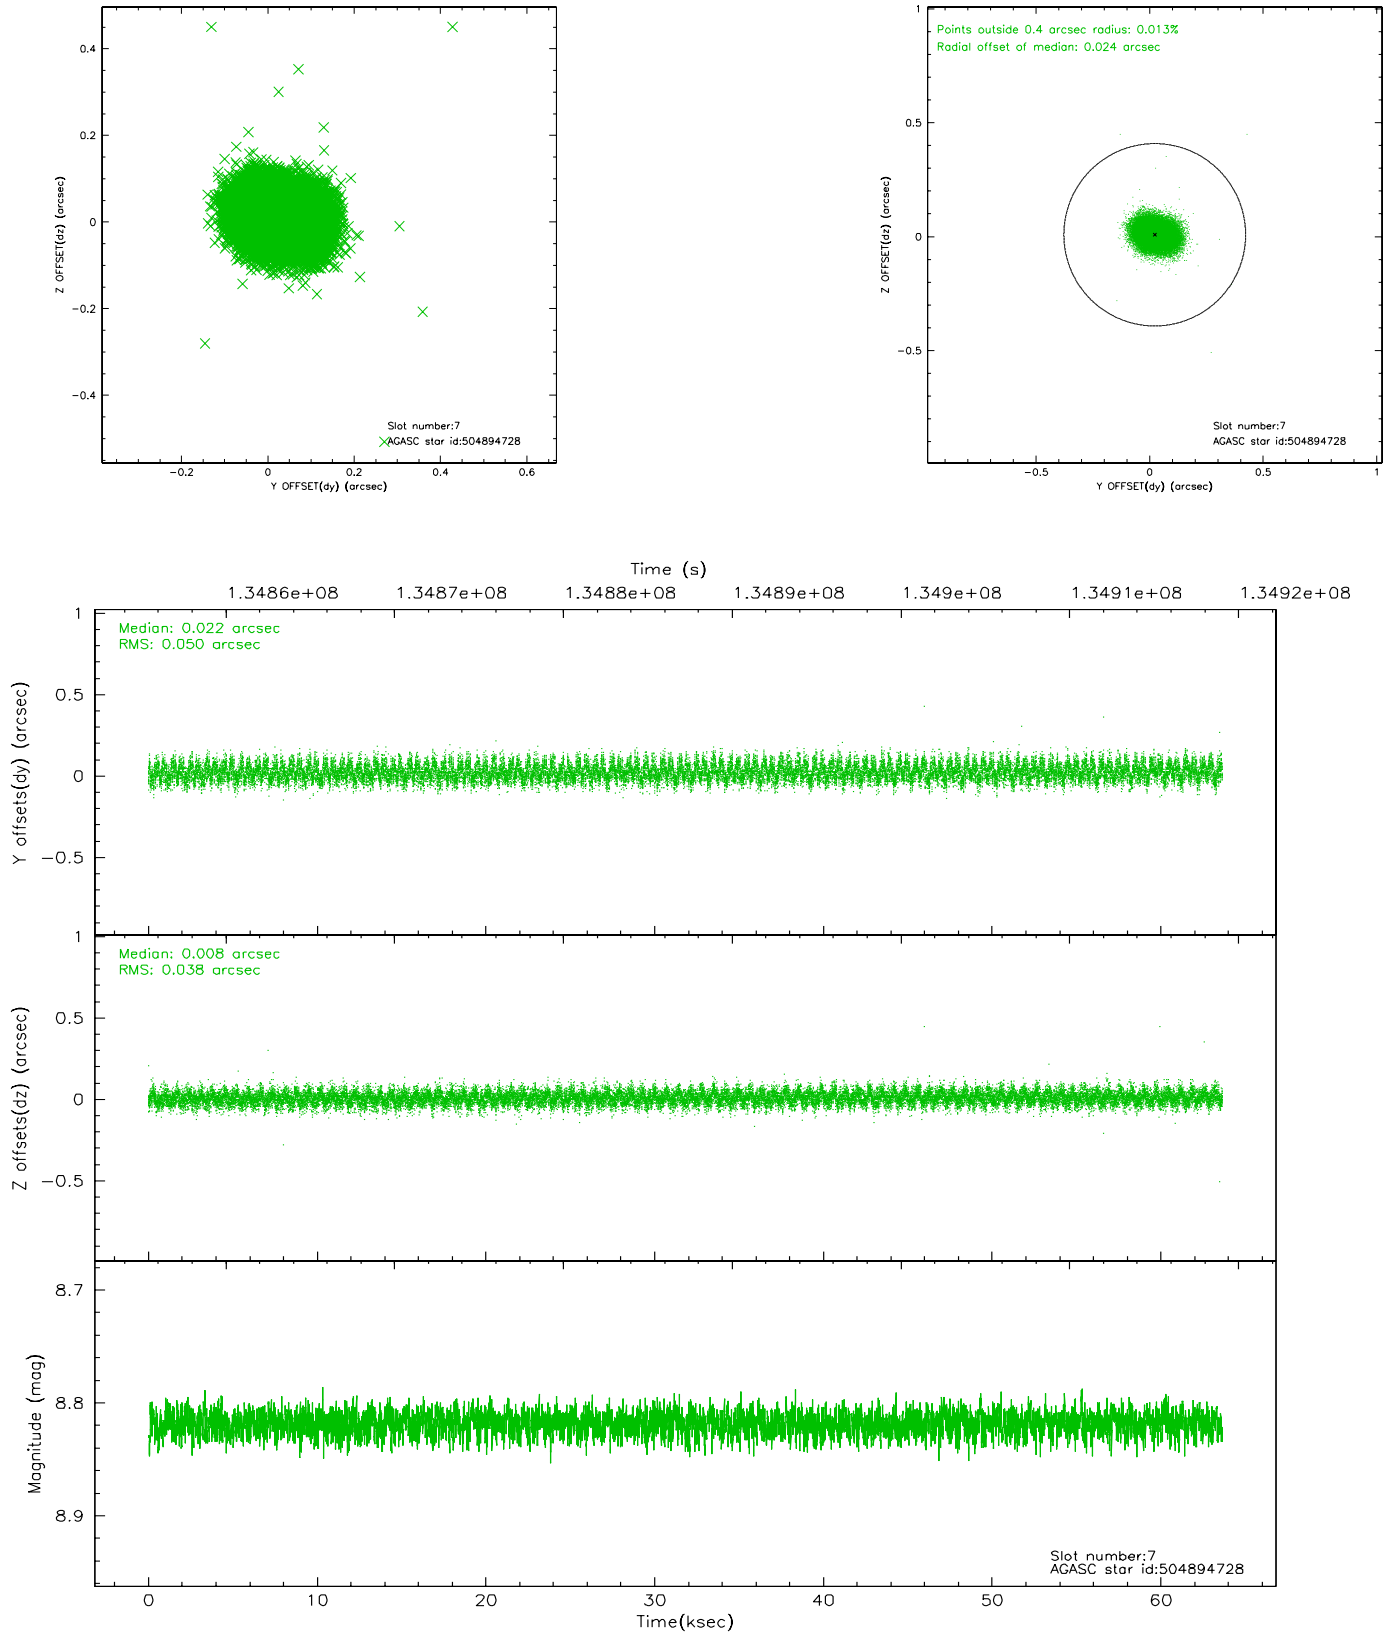 0.4
0.2
0
-0.2
-0.4
Z OFFSET(dz) (arcsec)
Slot number:7
AGASC star id:504894728
-0.2
0
0.2
0.4
0.6
Y OFFSET(dy) (arcsec)
1
0.5
0
-0.5
Z OFFSET(dz) (arcsec)
Points outside 0.4 arcsec radius: 0.013%
Radial offset of median: 0.024 arcsec
Slot number:7
AGASC star id:504894728
-0.5
0
0.5
1
Y OFFSET(dy) (arcsec)
Time (s)
1.3486e+08
1.3487e+08
1.3488e+08
1.3489e+08
1.349e+08
1.3491e+08
1.3492e+08
1
0.5
0
-0.5
Y offsets(dy) (arcsec)
Median: 0.022 arcsec
RMS: 0.050 arcsec
1
0.5
0
-0.5
Z offsets(dz) (arcsec)
Median: 0.008 arcsec
RMS: 0.038 arcsec
8.7
8.8
8.9
Magnitude (mag)
Slot number:7
AGASC star id:504894728
0
10
20
30
40
50
60
Time(ksec)